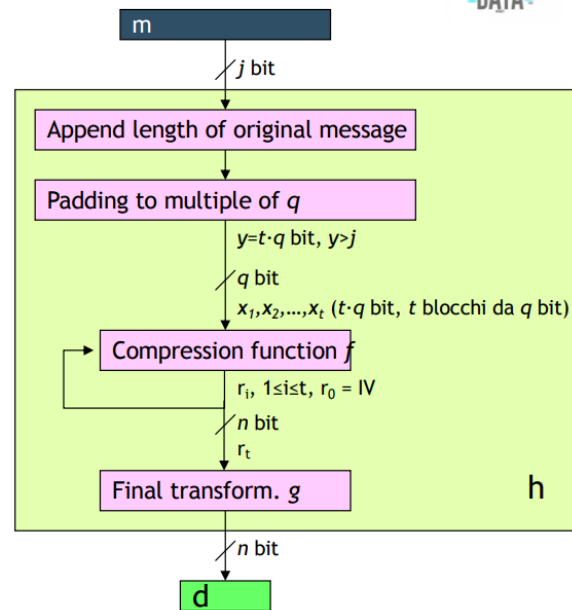 DATA
m
j bit
Append length of original message
Padding to multiple of q
y=t·q bit, y>j
q bit
x₁,x₂,...,xₜ (t·q bit, t blocchi da q bit)
Compression function f
rᵢ, 1≤i≤t, r₀ = IV
n bit
rₜ
Final transform. g
h
n bit
d